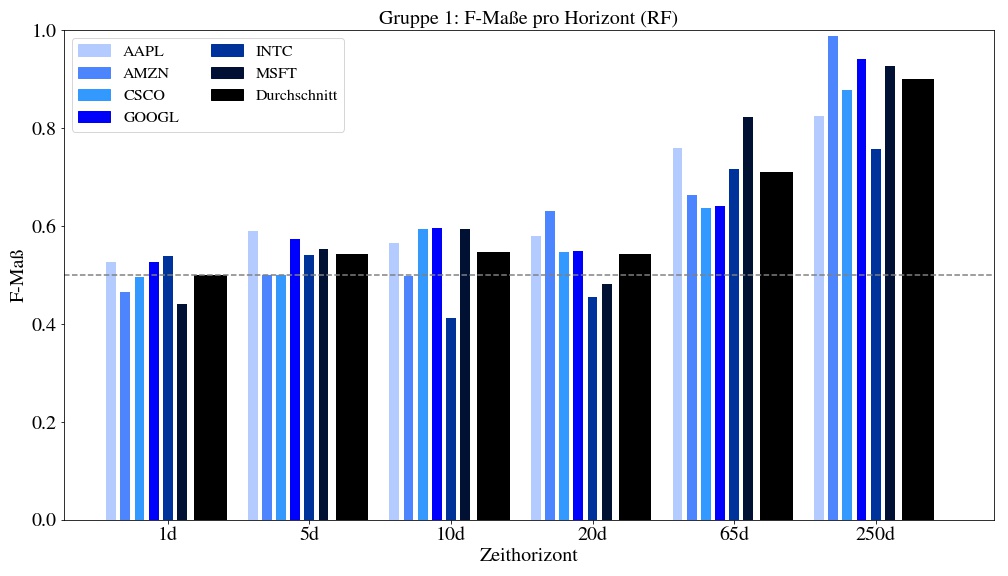 Gruppe 1: F-Maße pro Horizont (RF)
F-Maß
1.0
0.8
0.6
0.4
0.2
0.0
AAPL
AMZN
CSCO
GOOGL
INTC
MSFT
Durchschnitt
1d 5d 10d 20d 65d 250d
Zeithorizont